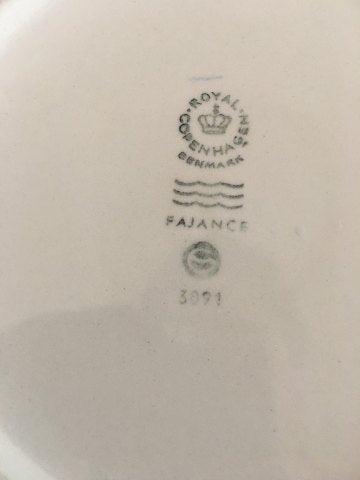 ROYAL
COPENHAGEN
DENMARK
FAJANCE
3091